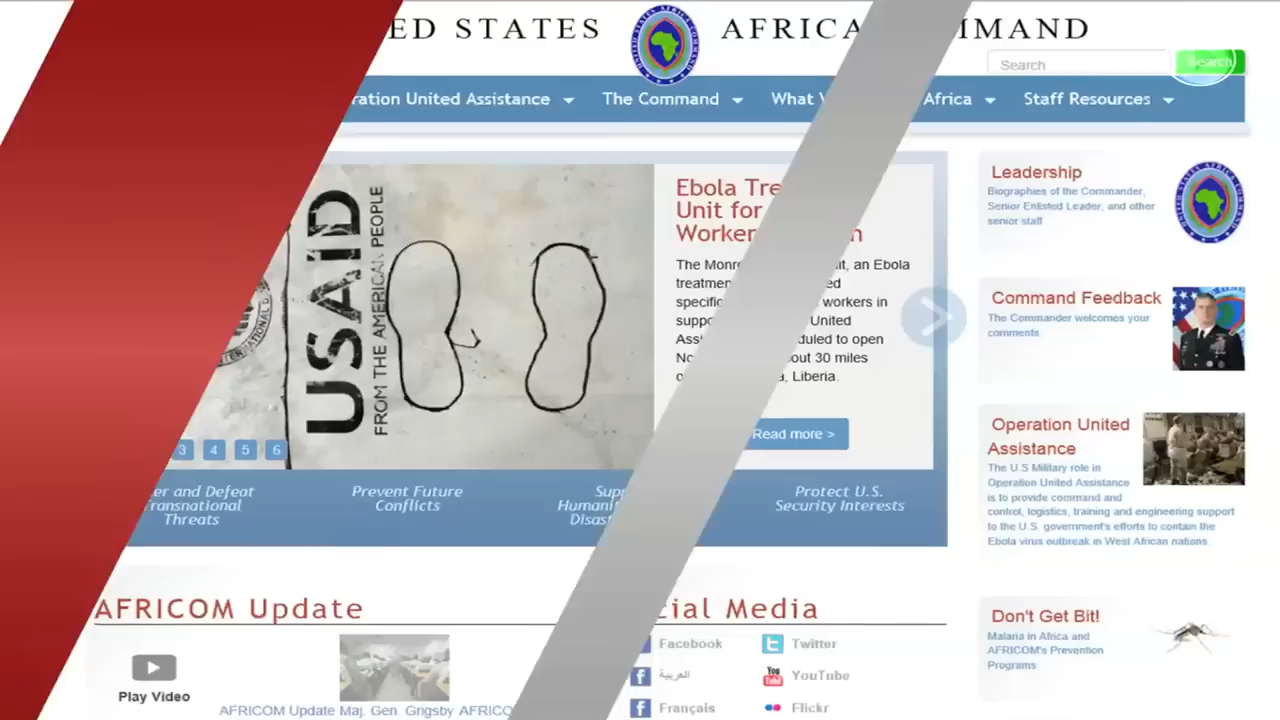 ED STATES
AFRICA
MMAND
Search
Search
ration United Assistance
The Command
What
Africa
Staff Resources
USAID
FROM THE AMERICAN PEOPLE
Ebola Tre
Unit for
Worker
The Monro
it, an Ebola
treatmen
ed
specific
workers in
suppo
United
Assi
duled to open
No
out 30 miles
o
a, Liberia.
Read more >
3 4 5 6
er and Defeat
ransnational
Threats
Prevent Future
Conflicts
Supp
Humani
Disas
Protect U.S.
Security Interests
Leadership
Biographies of the Commander,
Senior Enlisted Leader, and other
senior staff
Command Feedback
The Commander welcomes your
comments.
Operation United
Assistance
The U.S Military role in
Operation United Assistance
is to provide command and
control, logistics, training and engineering support
to the U.S. government's efforts to contain the
Ebola virus outbreak in West African nations.
Don't Get Bit!
Malaria in Africa and
AFRICOM's Prevention
Programs
AFRICOM Update
Play Video
AFRICOM Update Maj. Gen. Grigsby AFRICO
cial Media
Facebook
Twitter
العربية
YouTube
Français
Flickr